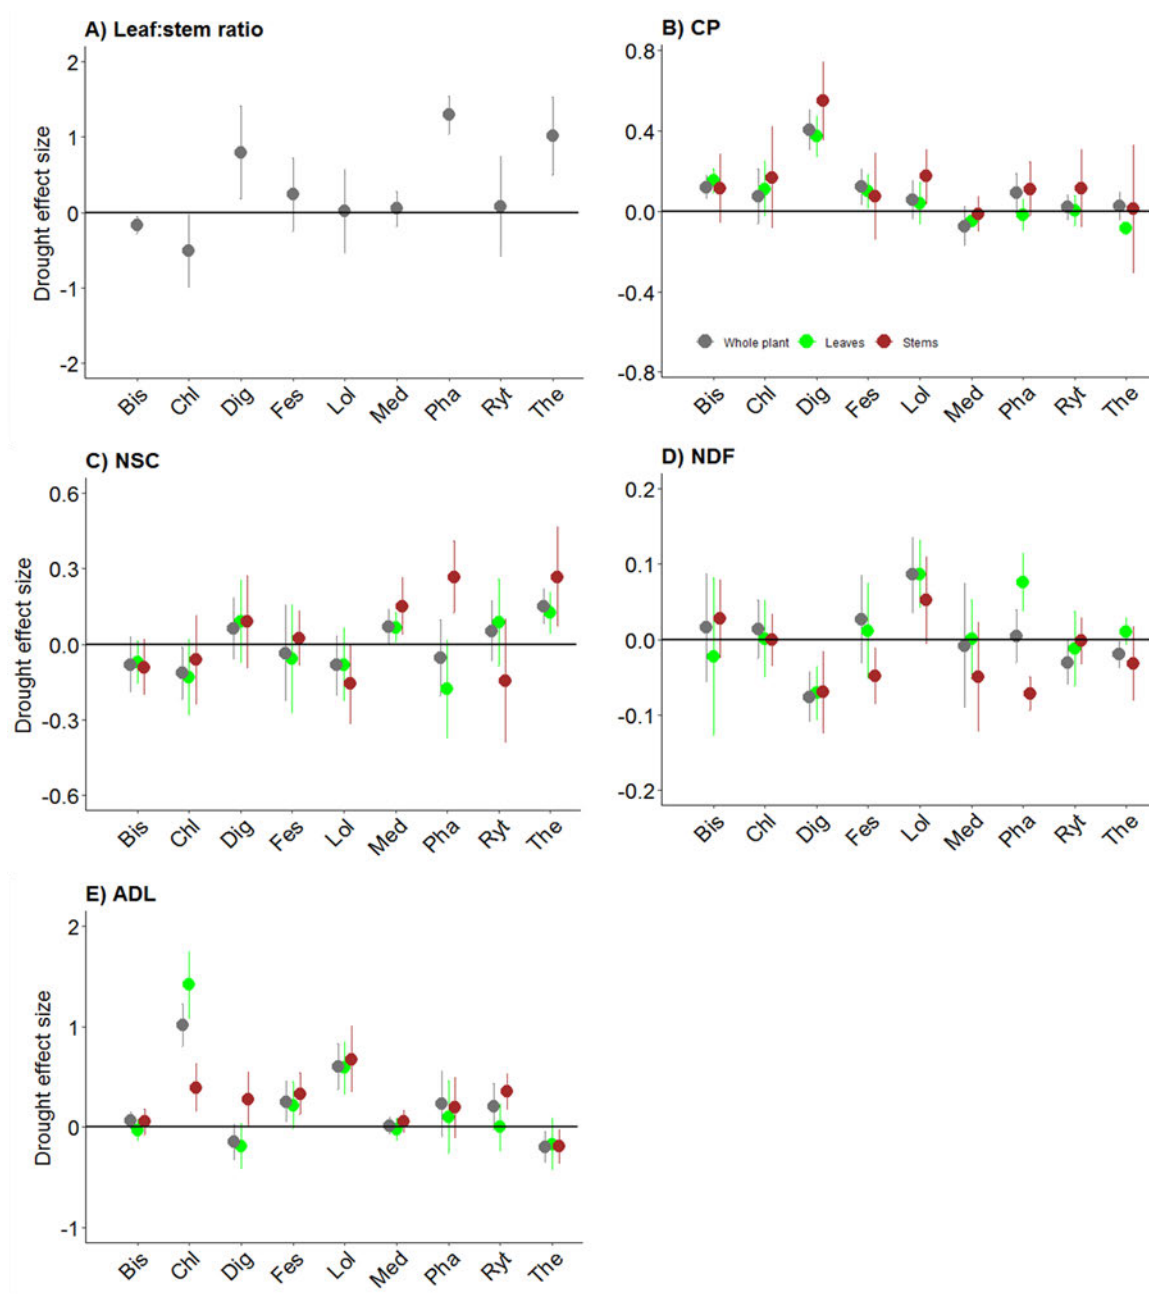 A) Leaf:stem ratio
Drought effect size
2
1
0
-1
-2
Bis Chl Dig Fes Lol Med Pha Ryt The
B) CP
0.8
0.4
0.0
-0.4
-0.8
Whole plant Leaves Stems
Bis Chl Dig Fes Lol Med Pha Ryt The
C) NSC
Drought effect size
0.6
0.3
0.0
-0.3
-0.6
Bis Chl Dig Fes Lol Med Pha Ryt The
D) NDF
0.2
0.1
0.0
-0.1
-0.2
Bis Chl Dig Fes Lol Med Pha Ryt The
E) ADL
Drought effect size
2
1
0
-1
Bis Chl Dig Fes Lol Med Pha Ryt The